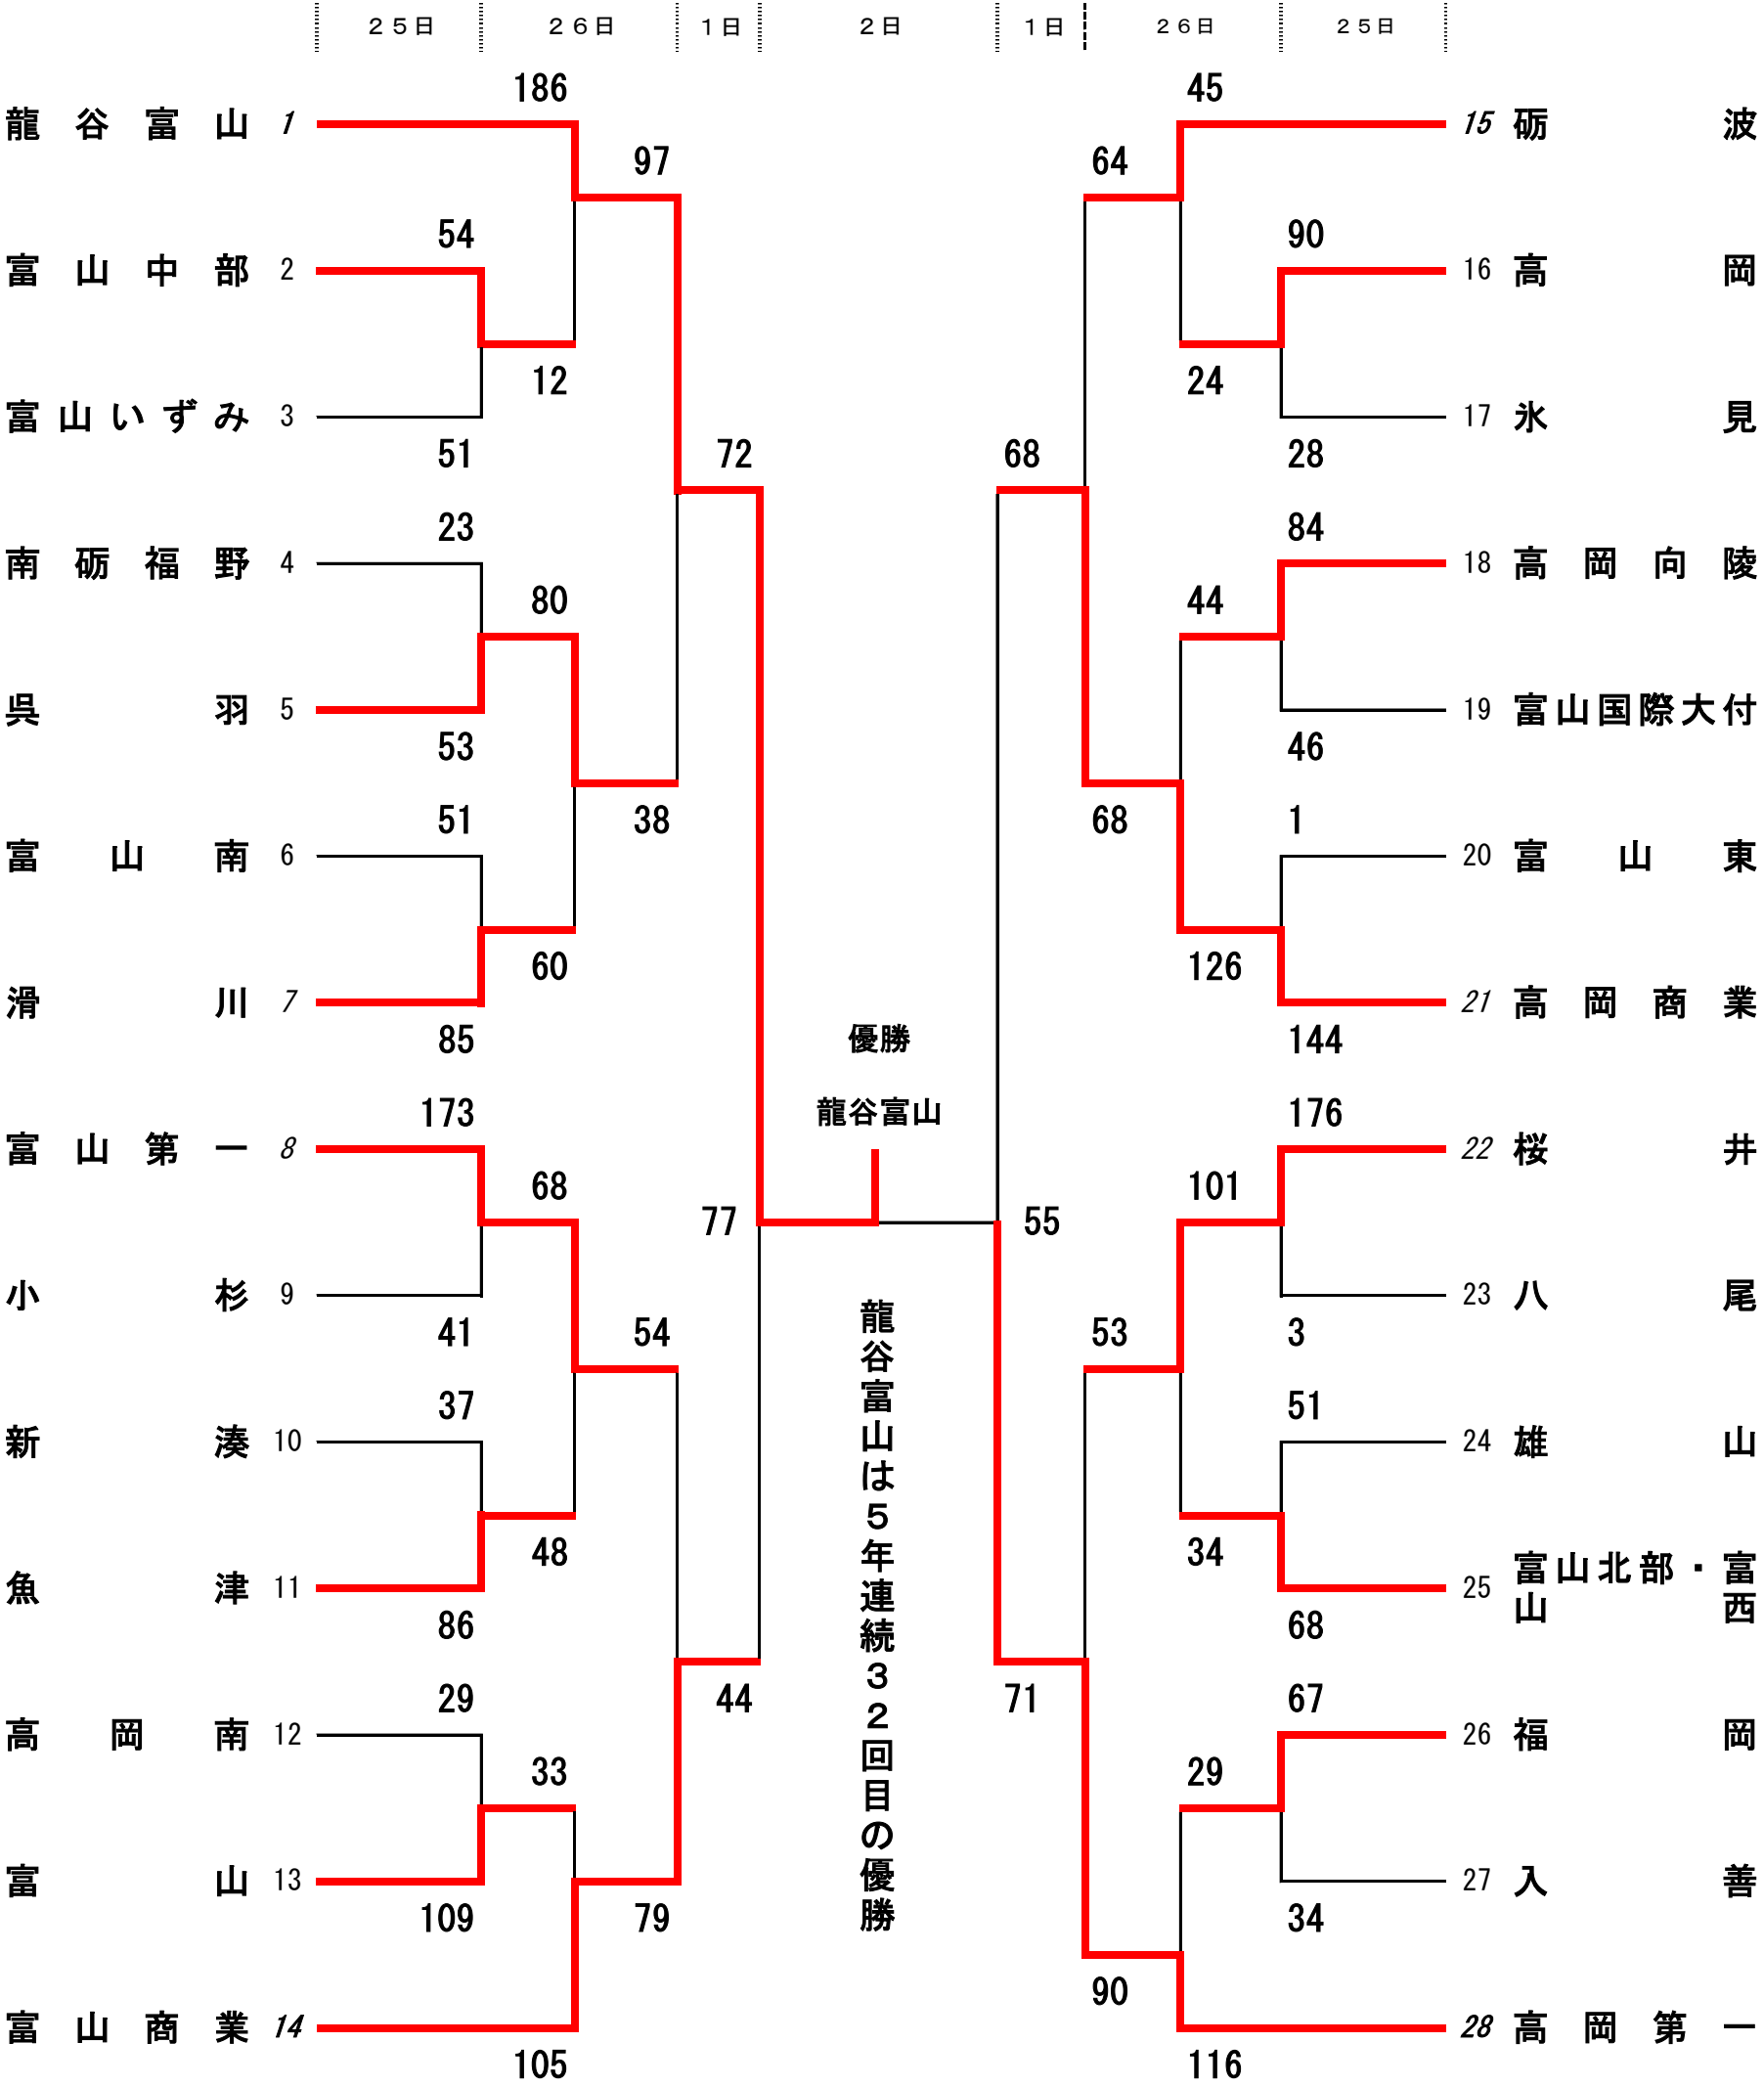 ２５日 ２６日 １日 ２日 １日 ２６日 ２５日
186 45
龍谷富山 1 15 砺波
97 64
54 90
富山中部 2 16 高岡
12 24
富山いずみ 3 17 氷見
51 72 68 28
23 84
南砺福野 4 18 高岡向陵
80 44
呉羽 5 19 富山国際大付
53 46
51 38 68 1
富山南 6 20 富山東
60 126
滑川 7 21 高岡商業
85 優勝 144
173 龍谷富山 176
富山第一 8 22 桜井
68 101
77 55
小杉 9 23 八尾
41 54 53 3
37 51
新湊 10 24 雄山
48 34
魚津 11 25 富山北部・富山西
86 68
29 44 71 67
高岡南 12 26 福岡
33 29
富山 13 27 入善
109 79 34
90
富山商業 14 28 高岡第一
105 116
龍谷富山は５年連続３２回目の優勝